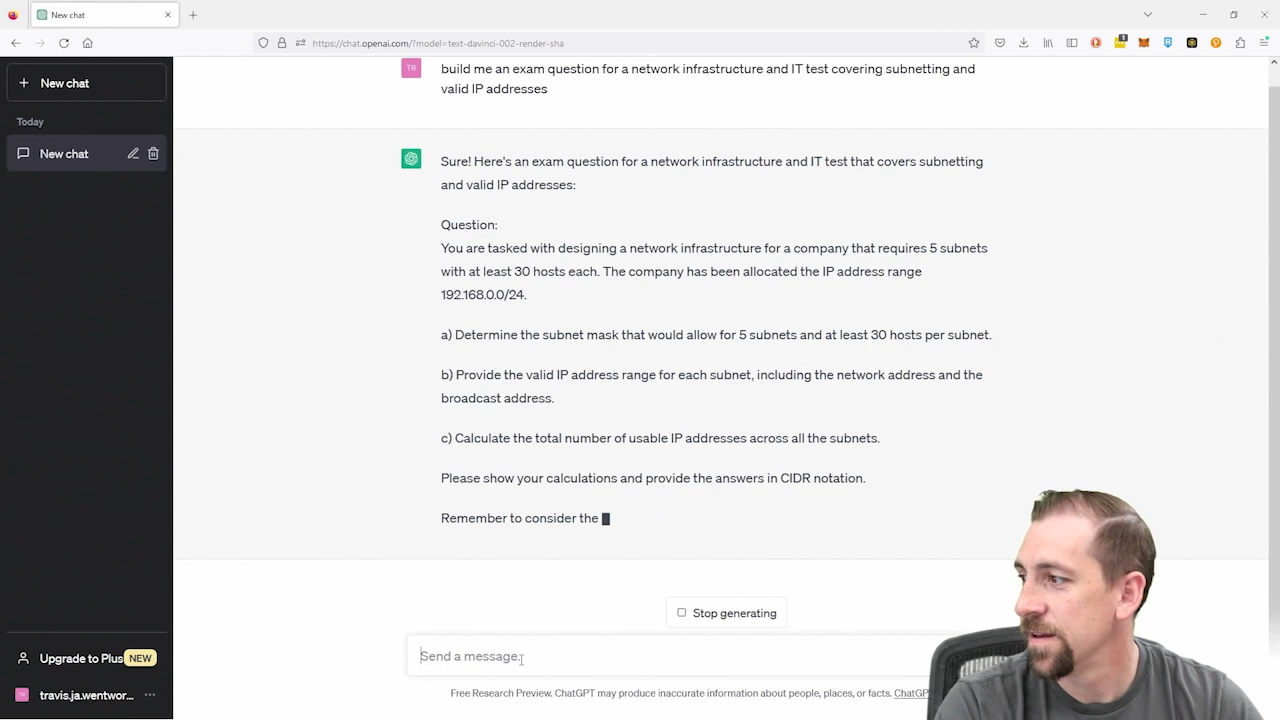 New chat
https://chat.openai.com/?model=text-davinci-002-render-sha
1
New chat
Today
New chat
TR
build me an exam question for a network infrastructure and IT test covering subnetting and
valid IP addresses
Sure! Here's an exam question for a network infrastructure and IT test that covers subnetting
and valid IP addresses:
Question:
You are tasked with designing a network infrastructure for a company that requires 5 subnets
with at least 30 hosts each. The company has been allocated the IP address range
192.168.0.0/24.
a) Determine the subnet mask that would allow for 5 subnets and at least 30 hosts per subnet.
b) Provide the valid IP address range for each subnet, including the network address and the
broadcast address.
c) Calculate the total number of usable IP addresses across all the subnets.
Please show your calculations and provide the answers in CIDR notation.
Remember to consider the
Stop generating
Send a message.
Free Research Preview. ChatGPT may produce inaccurate information about people, places, or facts. ChatG
Upgrade to Plus NEW
TR travis.ja.wentwor...